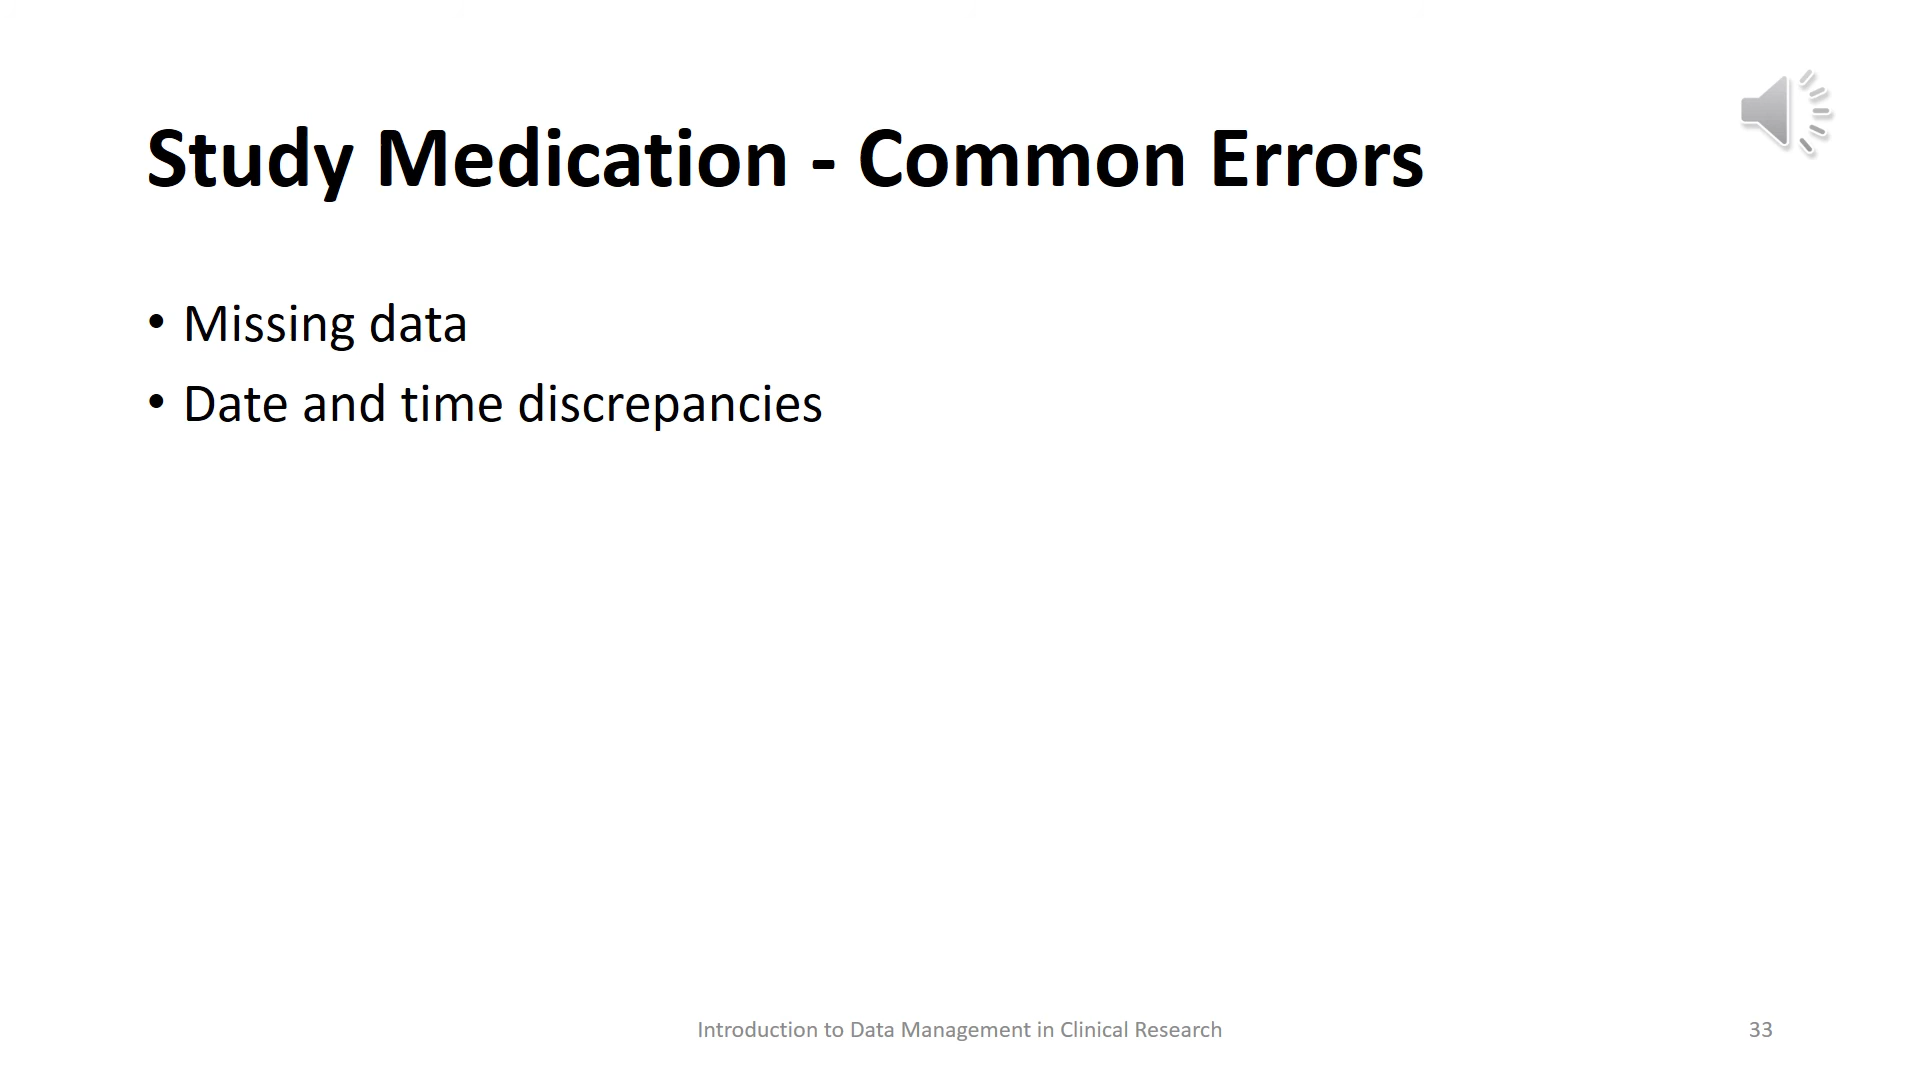 Study Medication - Common Errors
• Missing data
• Date and time discrepancies
Introduction to Data Management in Clinical Research
33